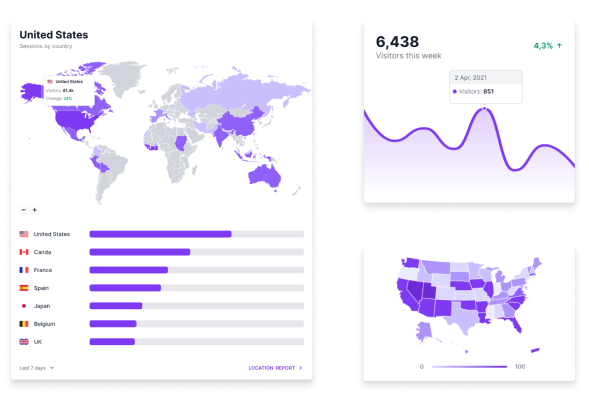 United States
Sessions by country
United States
Visitors: 81.4k
Change: 24%
United States
Canda
France
Spain
Japan
Belgium
UK
Last 7 days
LOCATION REPORT
6,438
Visitors this week
4,3%
2 Apr, 2021
Visitors: 851
0
100